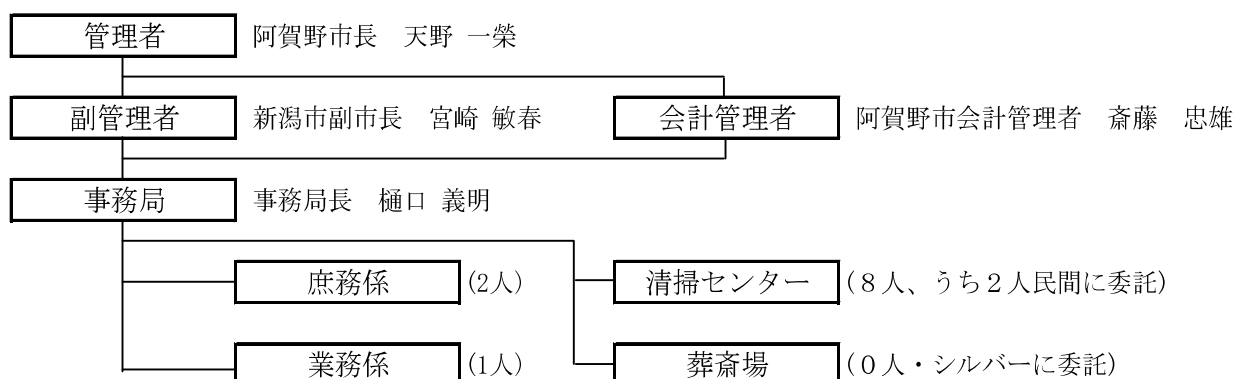 管理者　阿賀野市長　天野 一榮
副管理者　新潟市副市長　宮崎 敏春　会計管理者　阿賀野市会計管理者　斎藤　忠雄
事務局　事務局長　樋口 義明
庶務係　(2人)　清掃センター　(８人、うち２人民間に委託)
業務係　(1人)　葬斎場　(０人・シルバーに委託)